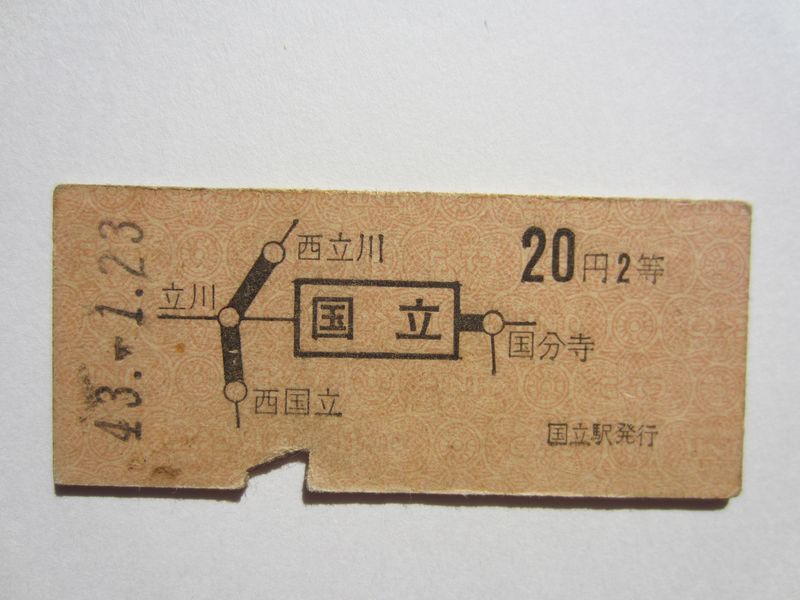 43.-1.23
西立川
20円2等
立川
国立
国分寺
西国立
国立駅発行